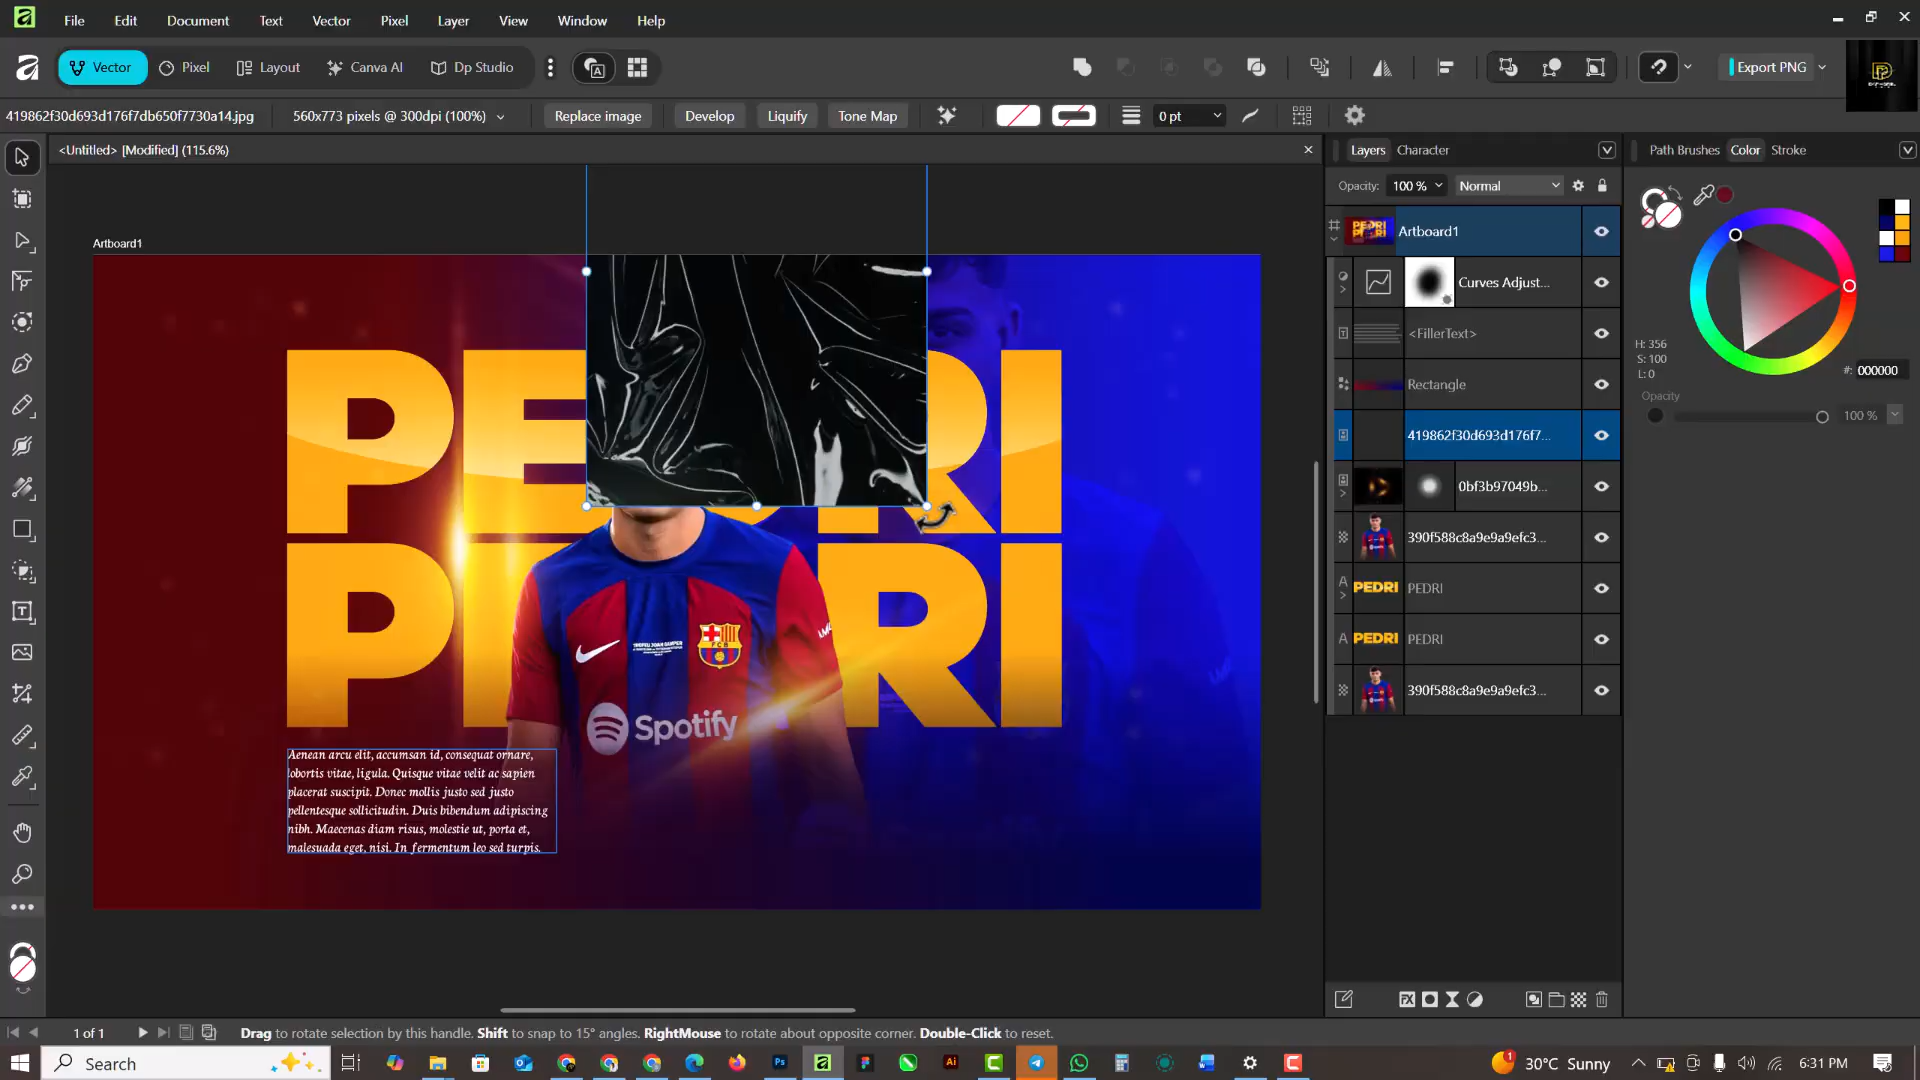 File Edit Document Text Vector Pixel Layer View Window Help
Vector Pixel Layout Canva AI Dp Studio Export PNG
419862f30d693d176f7db650f7730a14.jpg 560x773 pixels @ 300dpi (100%) Replace image Develop Liquify Tone Map 0 pt
<Untitled> [Modified] (115.6%)
Layers Character
Path Brushes Color Stroke
Opacity: 100 % Normal
Artboard1
Curves Adjust...
<FillerText>
Rectangle
419862f30d693d176f7...
0bf3b97049b...
390f588c8a9e9a9efc3...
PEDRI PEDRI
PEDRI PEDRI
390f588c8a9e9a9efc3...
H: 356
S: 100
L: 0
#: 000000
Opacity
100 %
Artboard1
PE RI
P RI
FCB
Spotify
Aenean arcu elit, accumsan id, consequat ornare,
lobortis vitae, ligula. Quisque vitae velit ac sapien
placerat suscipit. Donec mollis justo sed justo
pellentesque sollicitudin. Duis bibendum adipiscing
nibh. Maecenas diam risus, molestie ut, porta et,
malesuada eget, nisi. In fermentum leo sed turpis.
1 of 1 Drag to rotate selection by this handle. Shift to snap to 15° angles. RightMouse to rotate about opposite corner. Double-Click to reset.
Search 30°C Sunny 6:31 PM